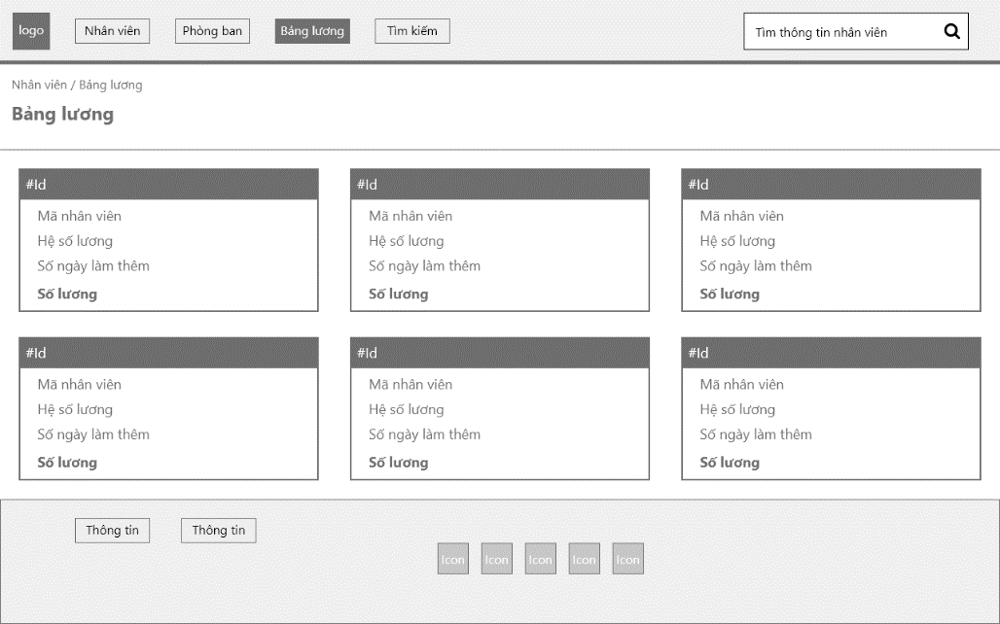 logo Nhân viên Phòng ban Bảng lương Tìm kiếm Tìm thông tin nhân viên
Nhân viên / Bảng lương
Bảng lương
#Id #Id #Id
Mã nhân viên Mã nhân viên Mã nhân viên
Hệ số lương Hệ số lương Hệ số lương
Số ngày làm thêm Số ngày làm thêm Số ngày làm thêm
Số lương Số lương Số lương
#Id #Id #Id
Mã nhân viên Mã nhân viên Mã nhân viên
Hệ số lương Hệ số lương Hệ số lương
Số ngày làm thêm Số ngày làm thêm Số ngày làm thêm
Số lương Số lương Số lương
Thông tin Thông tin
Icon Icon Icon Icon Icon